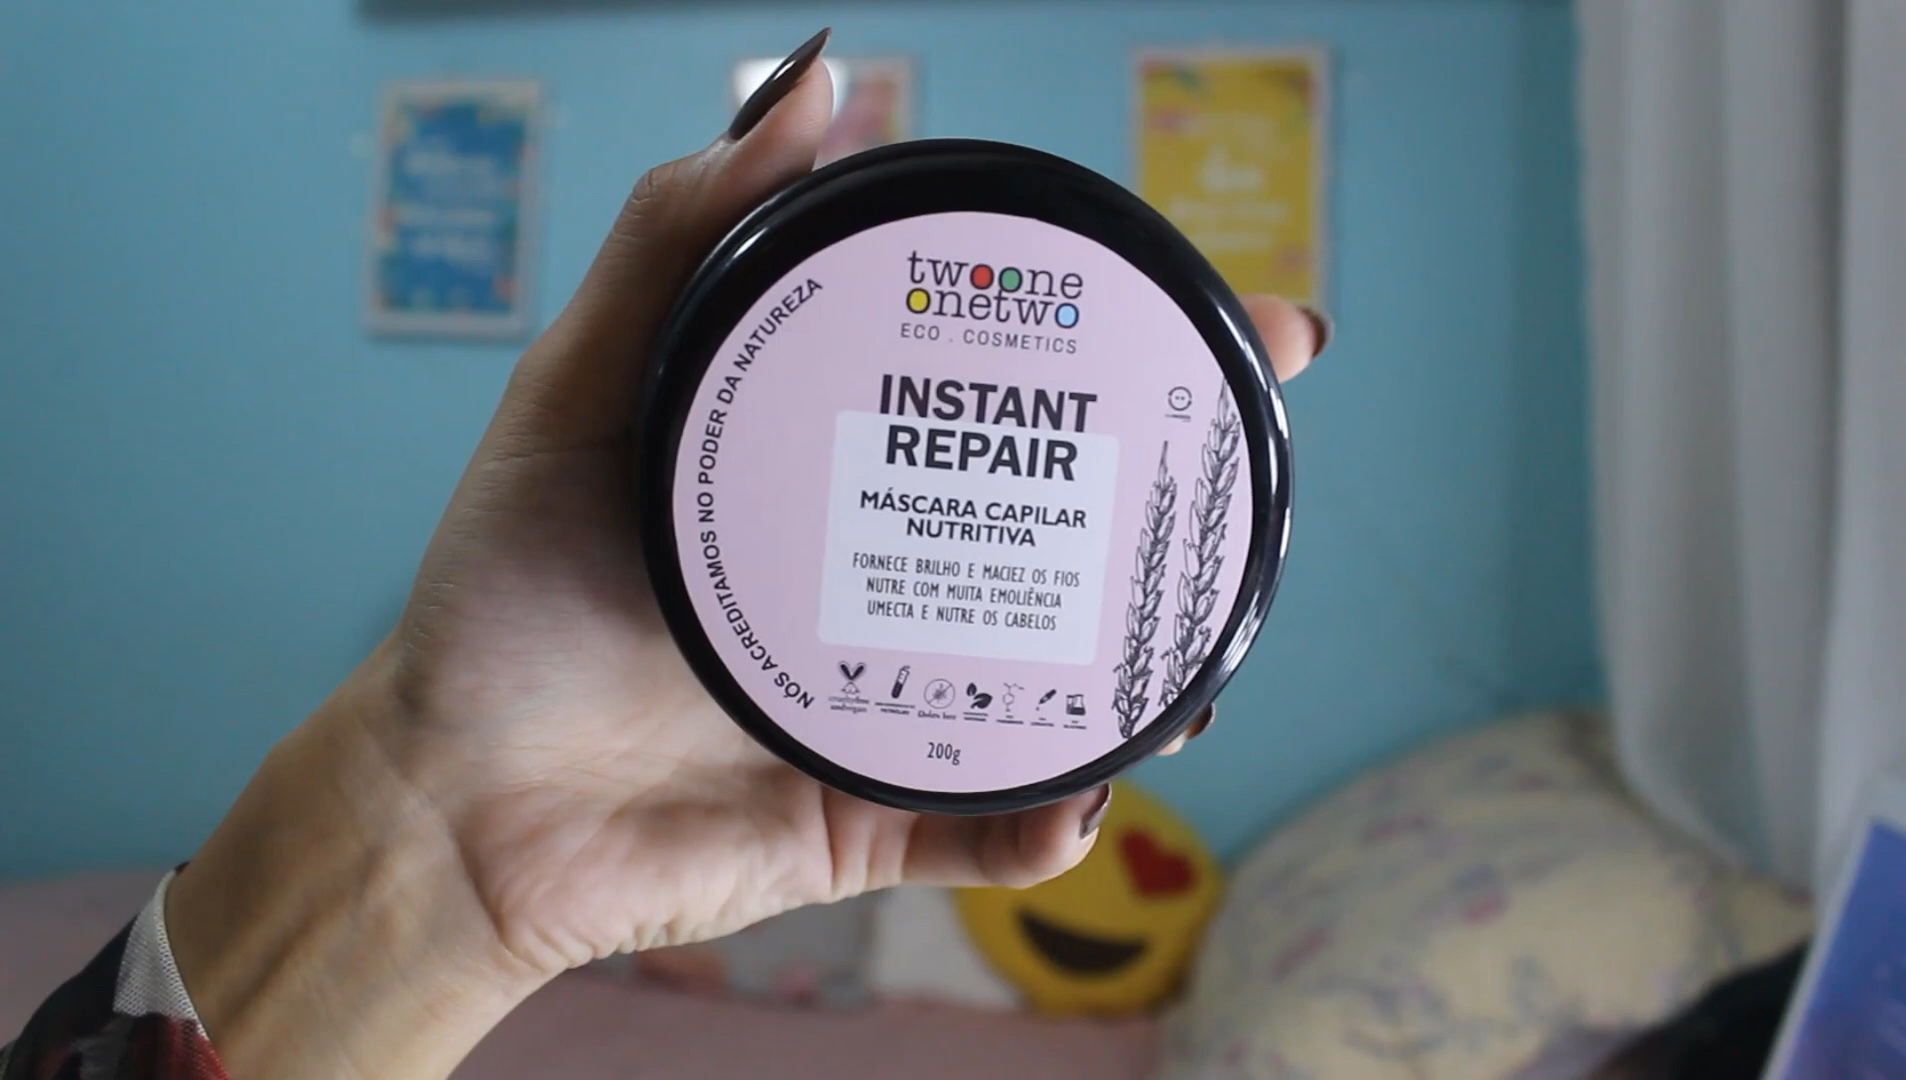 twoone
onetwo
ECO . COSMETICS
INSTANT
REPAIR
MÁSCARA CAPILAR
NUTRITIVA
FORNECE BRILHO E MACIEZ OS FIOS
NUTRE COM MUITA EMOLIÊNCIA
UMECTA E NUTRE OS CABELOS
NÓS ACREDITAMOS NO PODER DA NATUREZA
200g